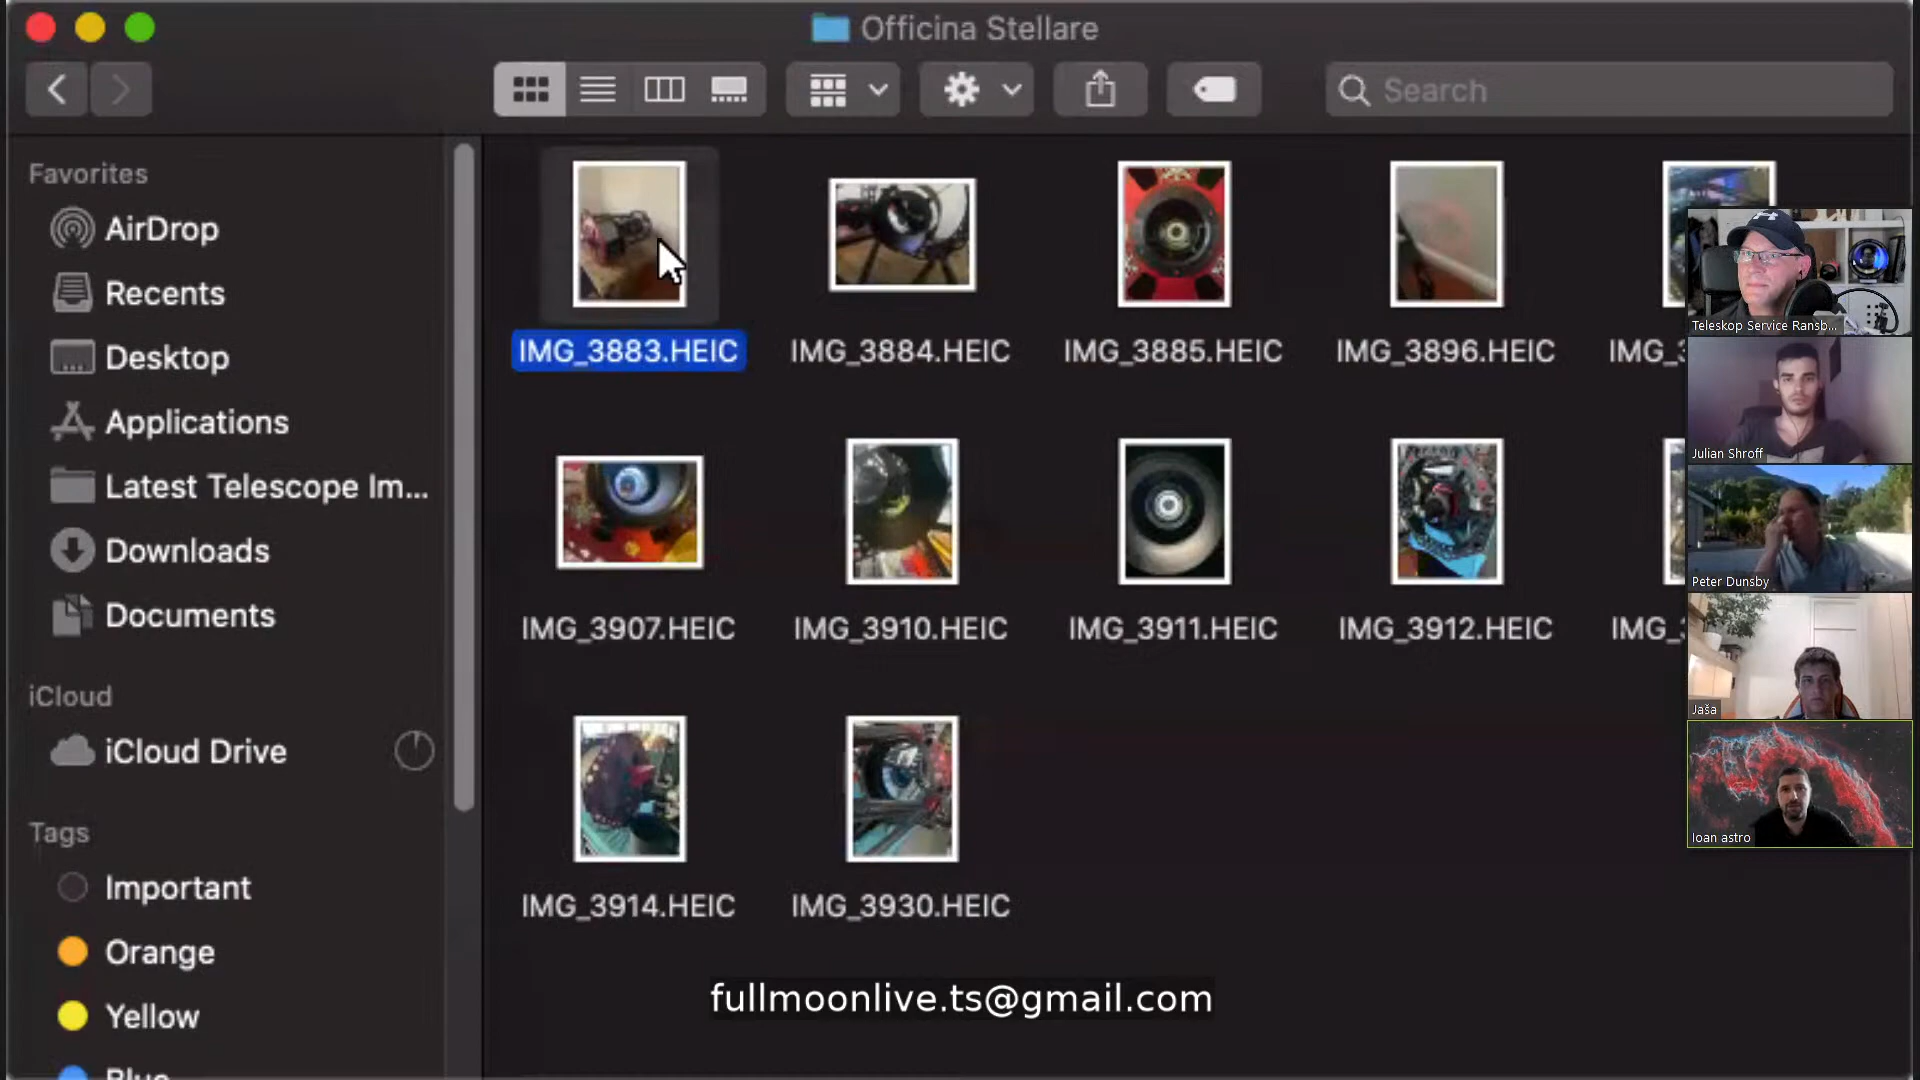 Officina Stellare
Search
Favorites
AirDrop
Recents
Desktop
Applications
Latest Telescope Im...
Downloads
Documents
iCloud
iCloud Drive
Tags
Important
Orange
Yellow
Blue
IMG_3883.HEIC
IMG_3884.HEIC
IMG_3885.HEIC
IMG_3896.HEIC
IMG_3907.HEIC
IMG_3910.HEIC
IMG_3911.HEIC
IMG_3912.HEIC
IMG_3914.HEIC
IMG_3930.HEIC
Teleskop Service Ransb...
Julian Shroff
Peter Dunsby
Jaša
Ioan astro
fullmoonlive.ts@gmail.com